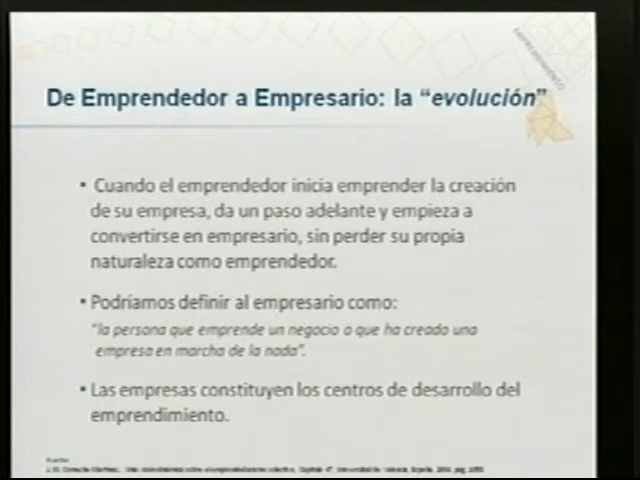 EMPRENDIMIENTO
De Emprendedor a Empresario: la “evolución”
• Cuando el emprendedor inicia emprender la creación
de su empresa, da un paso adelante y empieza a
convertirse en empresario, sin perder su propia
naturaleza como emprendedor.
• Podríamos definir al empresario como:
“la persona que emprende un negocio o que ha creado una
empresa en marcha de la nada”.
• Las empresas constituyen los centros de desarrollo del
emprendimiento.